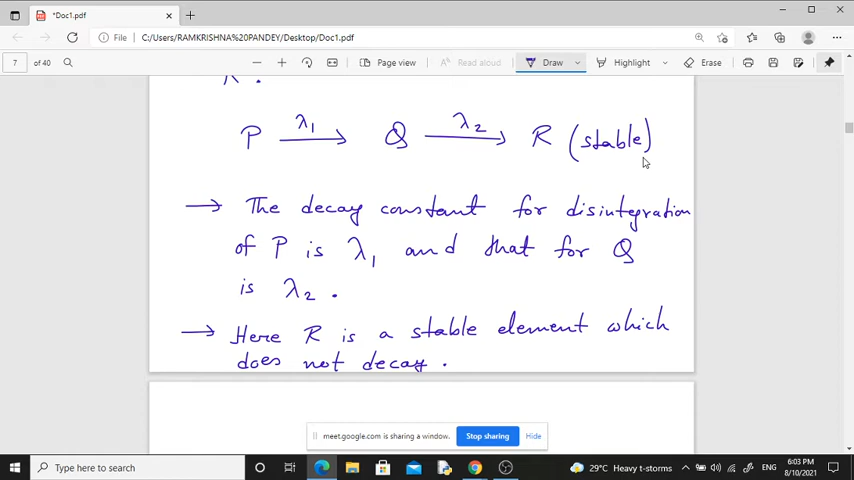 *Doc1.pdf
File C:/Users/RAMKRISHNA%20PANDEY/Desktop/Doc1.pdf
7 of 40 Page view Read aloud Draw Highlight Erase
P λ1 → Q λ2 → R (stable)
→ The decay constant for disintegration
of P is λ1 and that for Q
is λ2 .
→ Here R is a stable element which
does not decay .
meet.google.com is sharing a window. Stop sharing Hide
Type here to search 29°C Heavy t-storms ENG 6:03 PM
8/10/2021